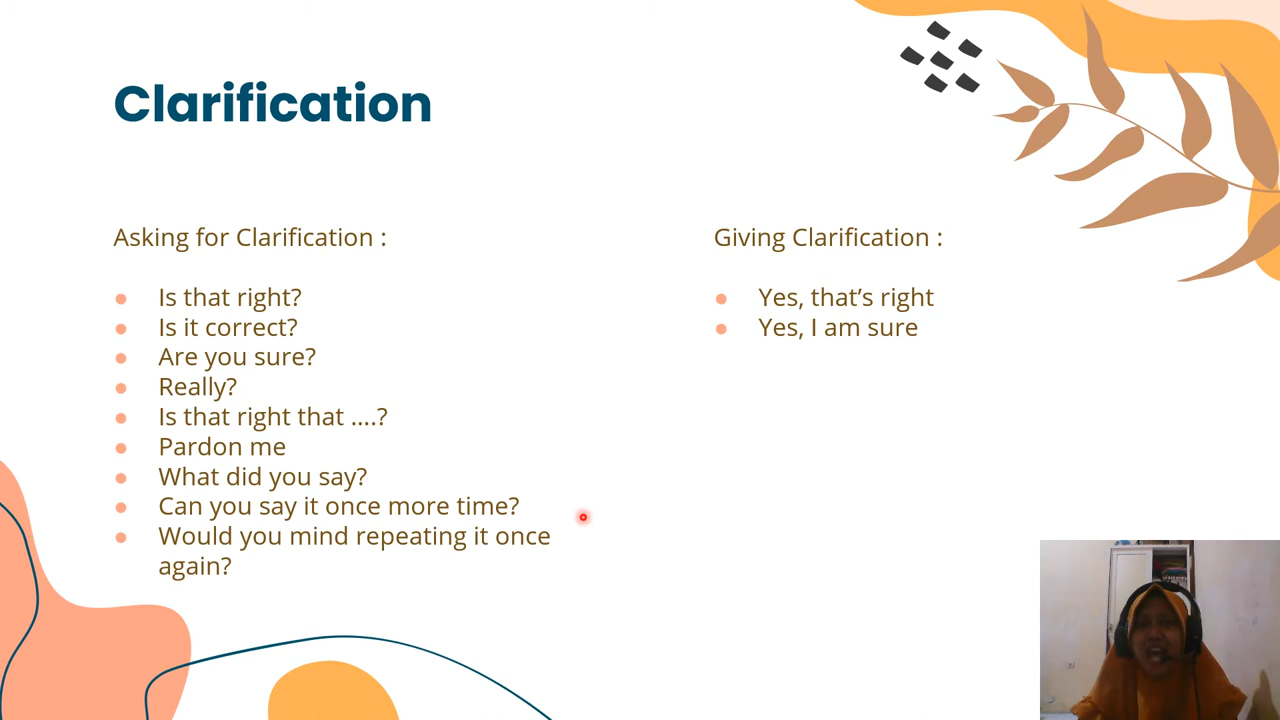 Clarification
Asking for Clarification :
Is that right?
Is it correct?
Are you sure?
Really?
Is that right that ....?
Pardon me
What did you say?
Can you say it once more time?
Would you mind repeating it once
again?
Giving Clarification :
Yes, that’s right
Yes, I am sure